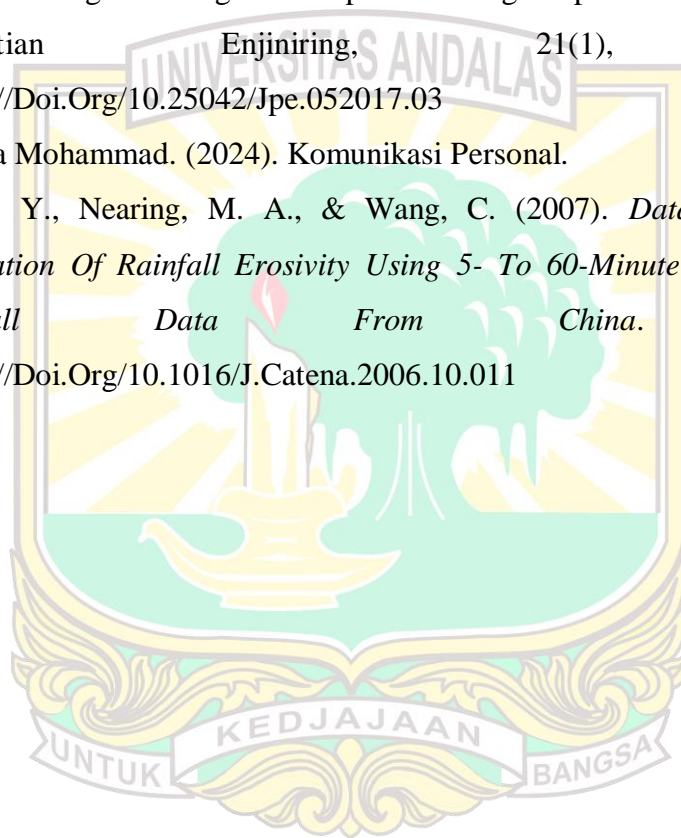 UNIVERSITAS ANDALAS
tian Enjiniring, 21(1),
//Doi.Org/10.25042/Jpe.052017.03
a Mohammad. (2024). Komunikasi Personal.
Y., Nearing, M. A., & Wang, C. (2007). Data
ation Of Rainfall Erosivity Using 5- To 60-Minute
all Data From China.
//Doi.Org/10.1016/J.Catena.2006.10.011
UNTUK KEDJAJAAN BANGSA